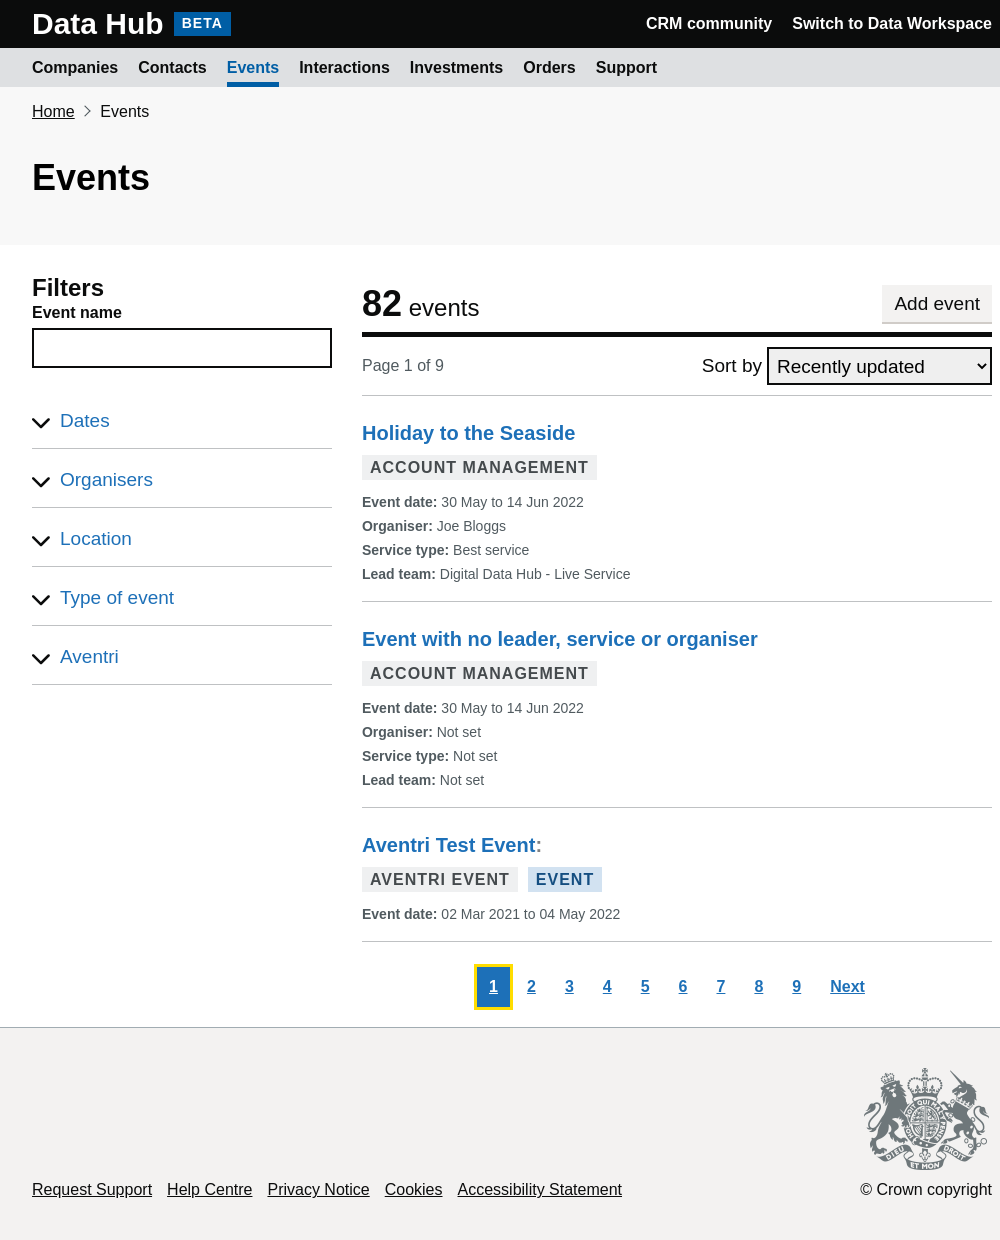 Data Hub BETA CRM community Switch to Data Workspace
Companies Contacts Events Interactions Investments Orders Support
Home Events
Events
Filters
Event name
Dates
Organisers
Location
Type of event
Aventri
82 events Add event
Page 1 of 9 Sort by Recently updated
Holiday to the Seaside
ACCOUNT MANAGEMENT
Event date: 30 May to 14 Jun 2022
Organiser: Joe Bloggs
Service type: Best service
Lead team: Digital Data Hub - Live Service
Event with no leader, service or organiser
ACCOUNT MANAGEMENT
Event date: 30 May to 14 Jun 2022
Organiser: Not set
Service type: Not set
Lead team: Not set
Aventri Test Event:
AVENTRI EVENT EVENT
Event date: 02 Mar 2021 to 04 May 2022
1 2 3 4 5 6 7 8 9 Next
DIEU ET MON DROIT
Request Support Help Centre Privacy Notice Cookies Accessibility Statement © Crown copyright